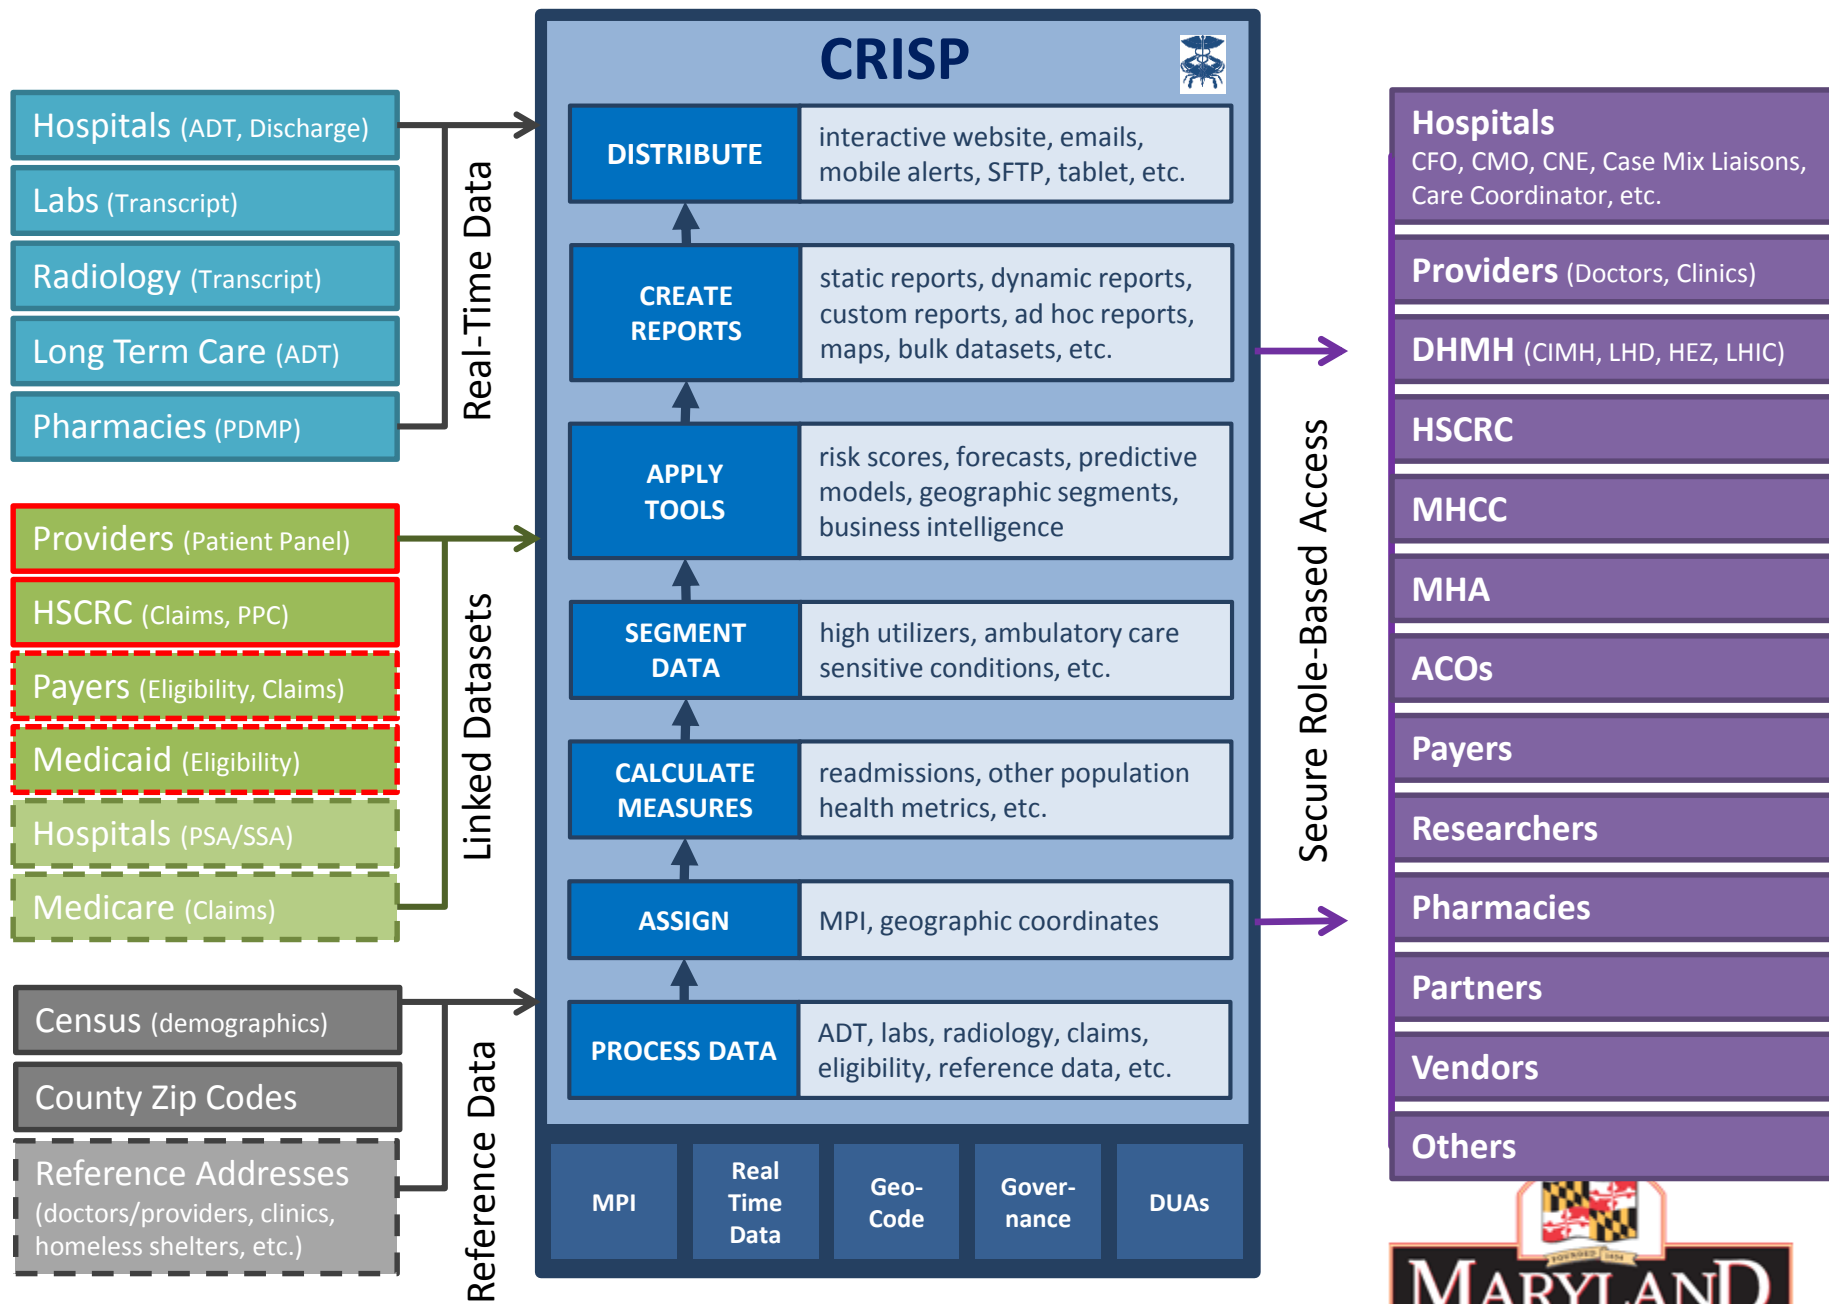 CRISP
Hospitals (ADT, Discharge)
Labs (Transcript)
Radiology (Transcript)
Long Term Care (ADT)
Pharmacies (PDMP)
Real-Time Data
Providers (Patient Panel)
HSCRC (Claims, PPC)
Payers (Eligibility, Claims)
Medicaid (Eligibility)
Hospitals (PSA/SSA)
Medicare (Claims)
Linked Datasets
Census (demographics)
County Zip Codes
Reference Addresses
(doctors/providers, clinics,
homeless shelters, etc.)
Reference Data
DISTRIBUTE
interactive website, emails,
mobile alerts, SFTP, tablet, etc.
CREATE
REPORTS
static reports, dynamic reports,
custom reports, ad hoc reports,
maps, bulk datasets, etc.
APPLY
TOOLS
risk scores, forecasts, predictive
models, geographic segments,
business intelligence
SEGMENT
DATA
high utilizers, ambulatory care
sensitive conditions, etc.
CALCULATE
MEASURES
readmissions, other population
health metrics, etc.
ASSIGN
MPI, geographic coordinates
PROCESS DATA
ADT, labs, radiology, claims,
eligibility, reference data, etc.
MPI
Real
Time
Data
Geo-
Code
Gover-
nance
DUAs
Secure Role-Based Access
Hospitals
CFO, CMO, CNE, Case Mix Liaisons,
Care Coordinator, etc.
Providers (Doctors, Clinics)
DHMH (CIMH, LHD, HEZ, LHIC)
HSCRC
MHCC
MHA
ACOs
Payers
Researchers
Pharmacies
Partners
Vendors
Others
MARYLAND